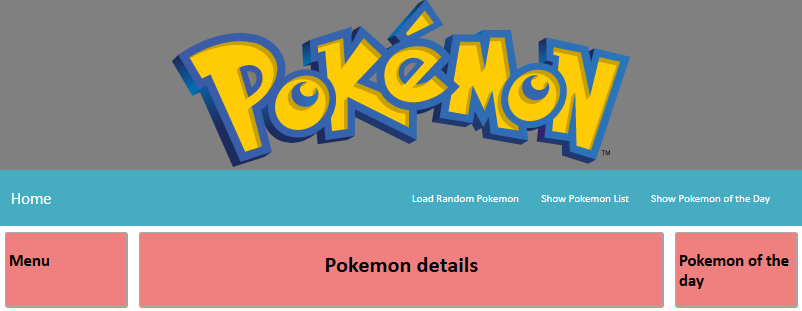 POKéMON
TM
Home
Load Random Pokemon
Show Pokemon List
Show Pokemon of the Day
Menu
Pokemon details
Pokemon of the
day